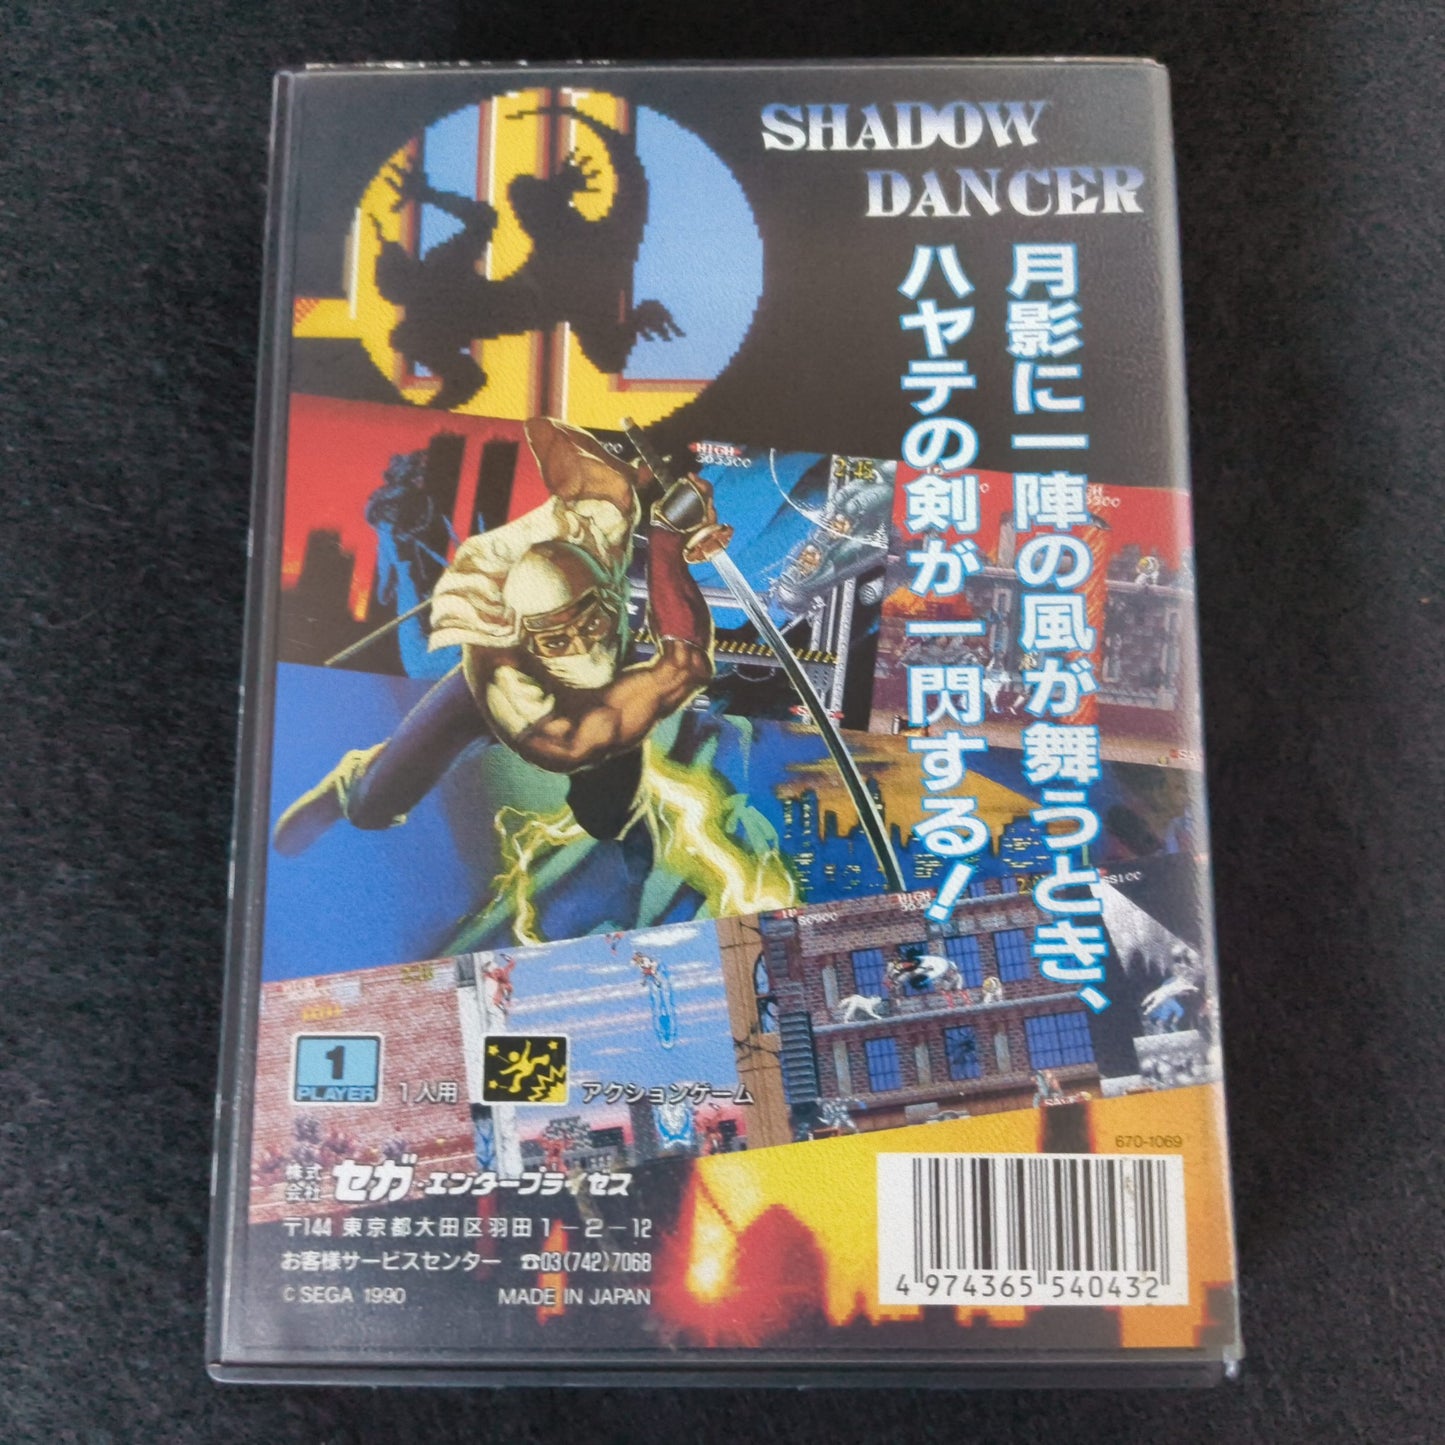 SHADOW
DANCER
月影に一陣の風が舞うとき、
ハヤテの剣が一閃する!
HIGH
2:45
HIGH
1 PLAYER
1人用
アクションゲーム
670-1069
株式会社 セガ・エンタープライゼス
〒144 東京都大田区羽田1-2-12
お客様サービスセンター ☎03(742)7068
© SEGA 1990 MADE IN JAPAN
4 974365 540432